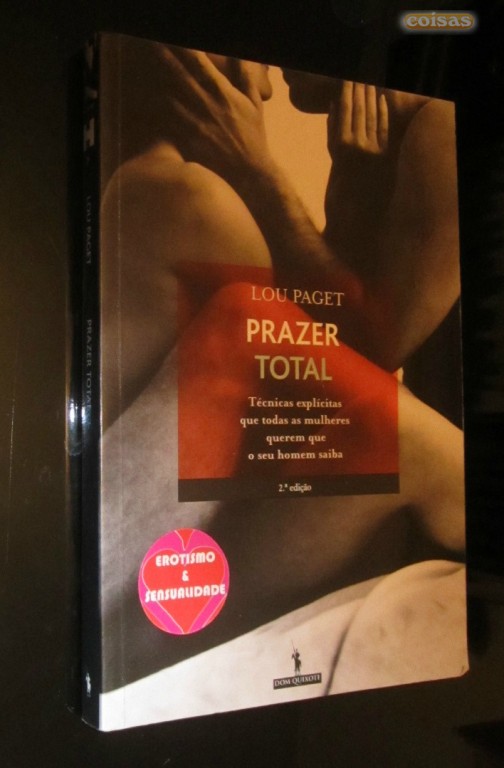 coisas
LOU PAGET
PRAZER
TOTAL
Técnicas explícitas
que todas as mulheres
querem que
o seu homem saiba
2.ª edição
EROTISMO
&
SENSUALIDADE
DOM QUIXOTE
LOU PAGET
PRAZER TOTAL